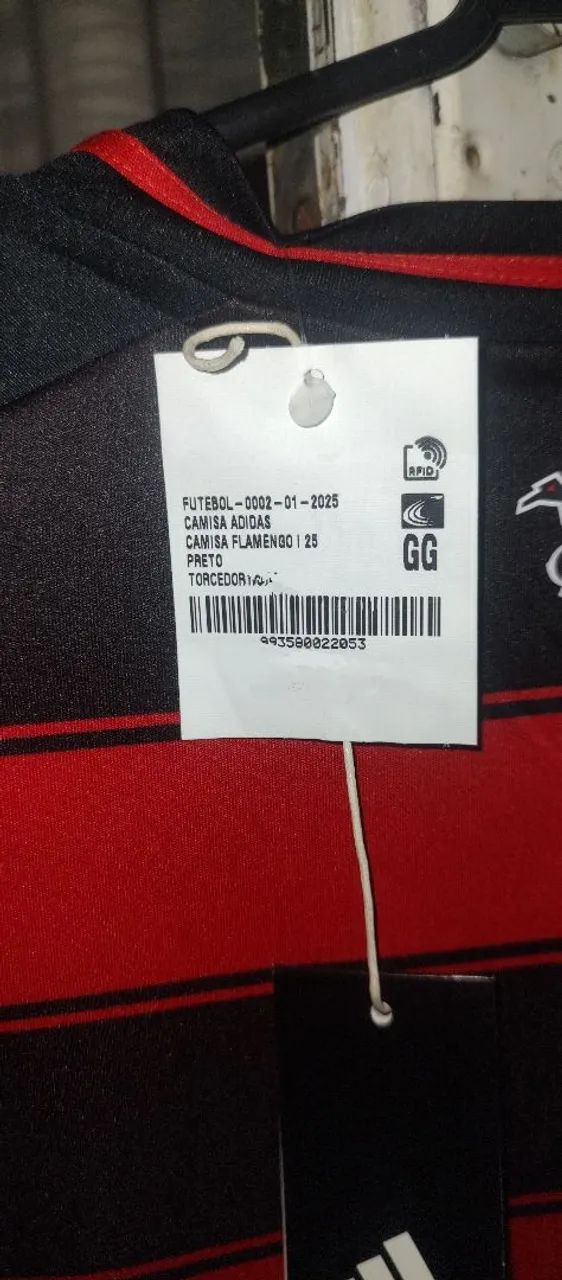 RFID
FUTEBOL-0002-01-2025
CAMISA ADIDAS
CAMISA FLAMENGO I 25
PRETO
GG
993580022053